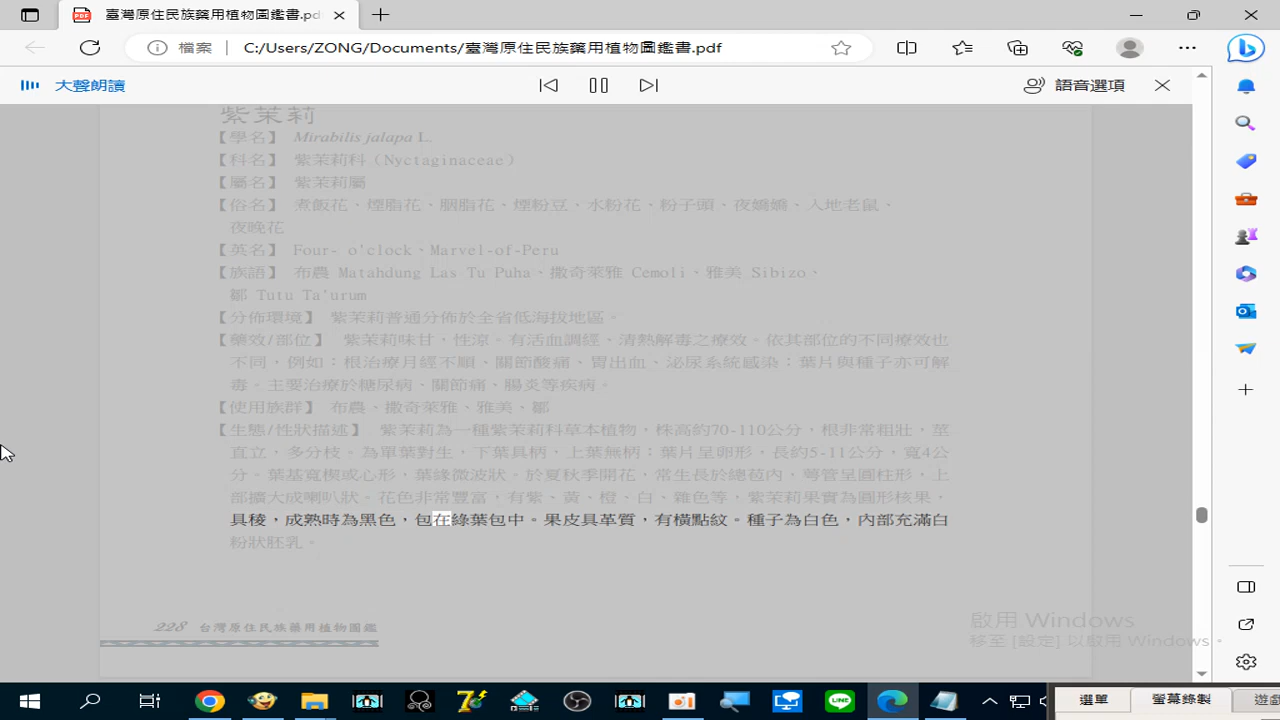 臺灣原住民族藥用植物圖鑑書.pd
檔案
C:/Users/ZONG/Documents/臺灣原住民族藥用植物圖鑑書.pdf
大聲朗讀
語音選項
紫茉莉
【學名】 Mirabilis jalapa L.
【科名】 紫茉莉科（Nyctaginaceae）
【屬名】 紫茉莉屬
【俗名】 煮飯花、煙脂花、胭脂花、煙粉豆、水粉花、粉子頭、夜嬌嬌、入地老鼠、
夜晚花
【英名】 Four- o'clock、Marvel-of-Peru
【族語】 布農 Matahdung Las Tu Puha、撒奇萊雅 Cemoli、雅美 Sibizo、
鄒 Tutu Ta'urum
【分佈環境】 紫茉莉普通分佈於全省低海拔地區。
【藥效/部位】 紫茉莉味甘，性涼。有活血調經、清熱解毒之療效。依其部位的不同療效也
不同，例如：根治療月經不順、關節酸痛、胃出血、泌尿系統感染；葉片與種子亦可解
毒。主要治療於糖尿病、關節痛、腸炎等疾病。
【使用族群】 布農、撒奇萊雅、雅美、鄒
【生態/性狀描述】 紫茉莉為一種紫茉莉科草本植物，株高約70-110公分，根非常粗壯，莖
直立，多分枝。為單葉對生，下葉具柄，上葉無柄；葉片呈卵形，長約5-11公分，寬4公
分。葉基寬楔或心形，葉緣微波狀。於夏秋季開花，常生長於總苞內，萼管呈圓柱形，上
部擴大成喇叭狀。花色非常豐富，有紫、黃、橙、白、雜色等，紫茉莉果實為圓形核果，
具稜，成熟時為黑色，包在綠葉包中。果皮具革質，有橫點紋。種子為白色，內部充滿白
粉狀胚乳。
228 台灣原住民族藥用植物圖鑑
啟用 Windows
移至 [設定] 以啟用 Windows。
選單
螢幕錄製
遊戲